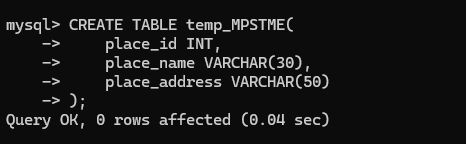 mysql> CREATE TABLE temp_MPSTME(
    ->     place_id INT,
    ->     place_name VARCHAR(30),
    ->     place_address VARCHAR(50)
    -> );
Query OK, 0 rows affected (0.04 sec)